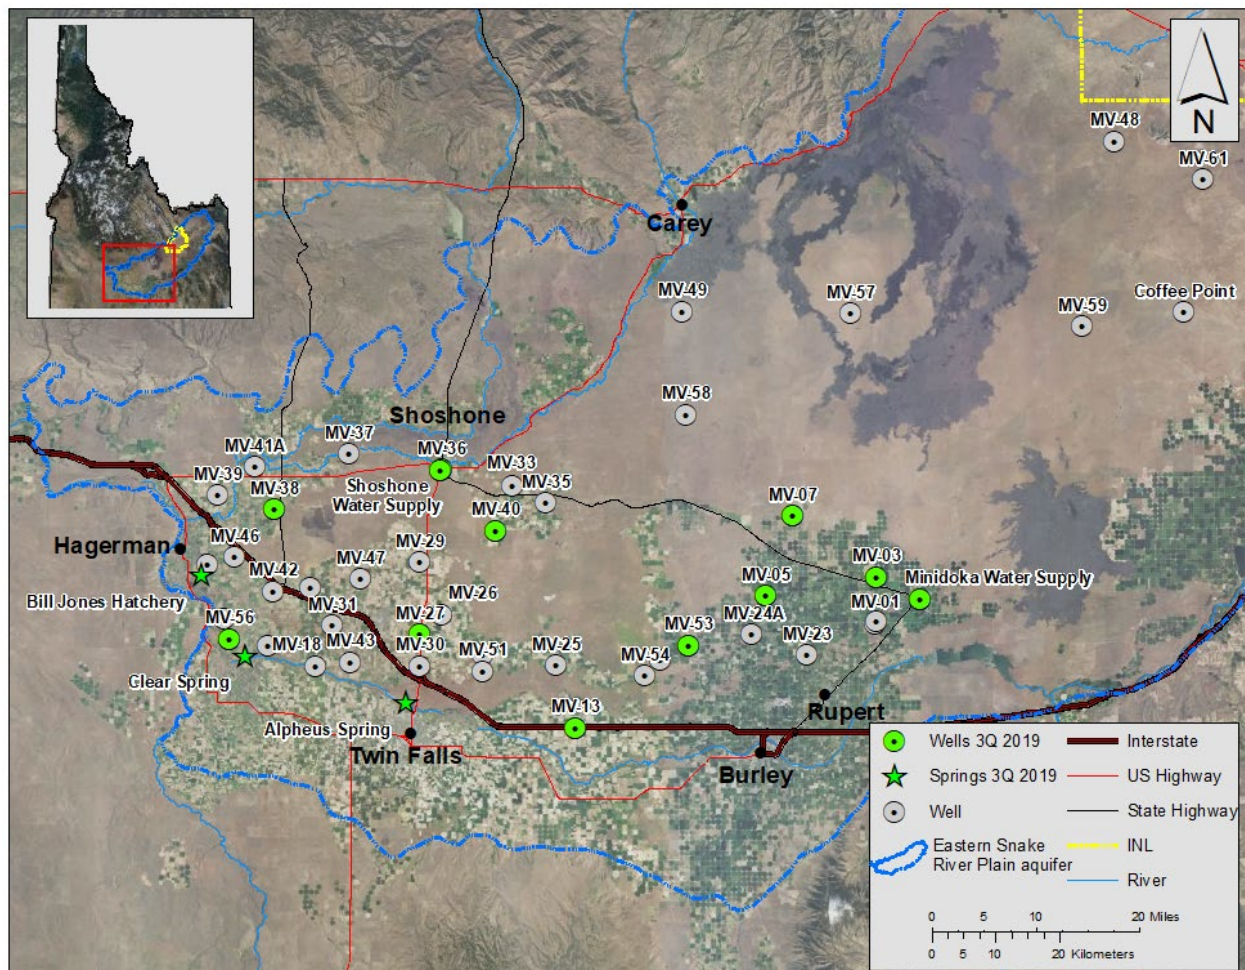 N
MV-48
MV-61
Carey
MV-49
MV-57
MV-59
Coffee Point
MV-58
Shoshone
MV-41A
MV-37
MV-36
MV-33
MV-39
MV-38
Shoshone
Water Supply
MV-35
MV-40
MV-07
Hagerman
MV-46
MV-29
MV-47
MV-42
MV-03
Minidoka Water Supply
MV-05
Bill Jones Hatchery
MV-26
MV-31
MV-27
MV-24A
MV-01
MV-56
MV-18
MV-43
MV-30
MV-51
MV-25
MV-54
MV-53
MV-23
Clear Spring
Alpheus Spring
MV-13
Rupert
Twin Falls
Burley
Wells 3Q 2019
Springs 3Q 2019
Well
Eastern Snake
River Plain aquifer
Interstate
US Highway
State Highway
INL
River
0 5 10 20 Miles
0 5 10 20 Kilometers